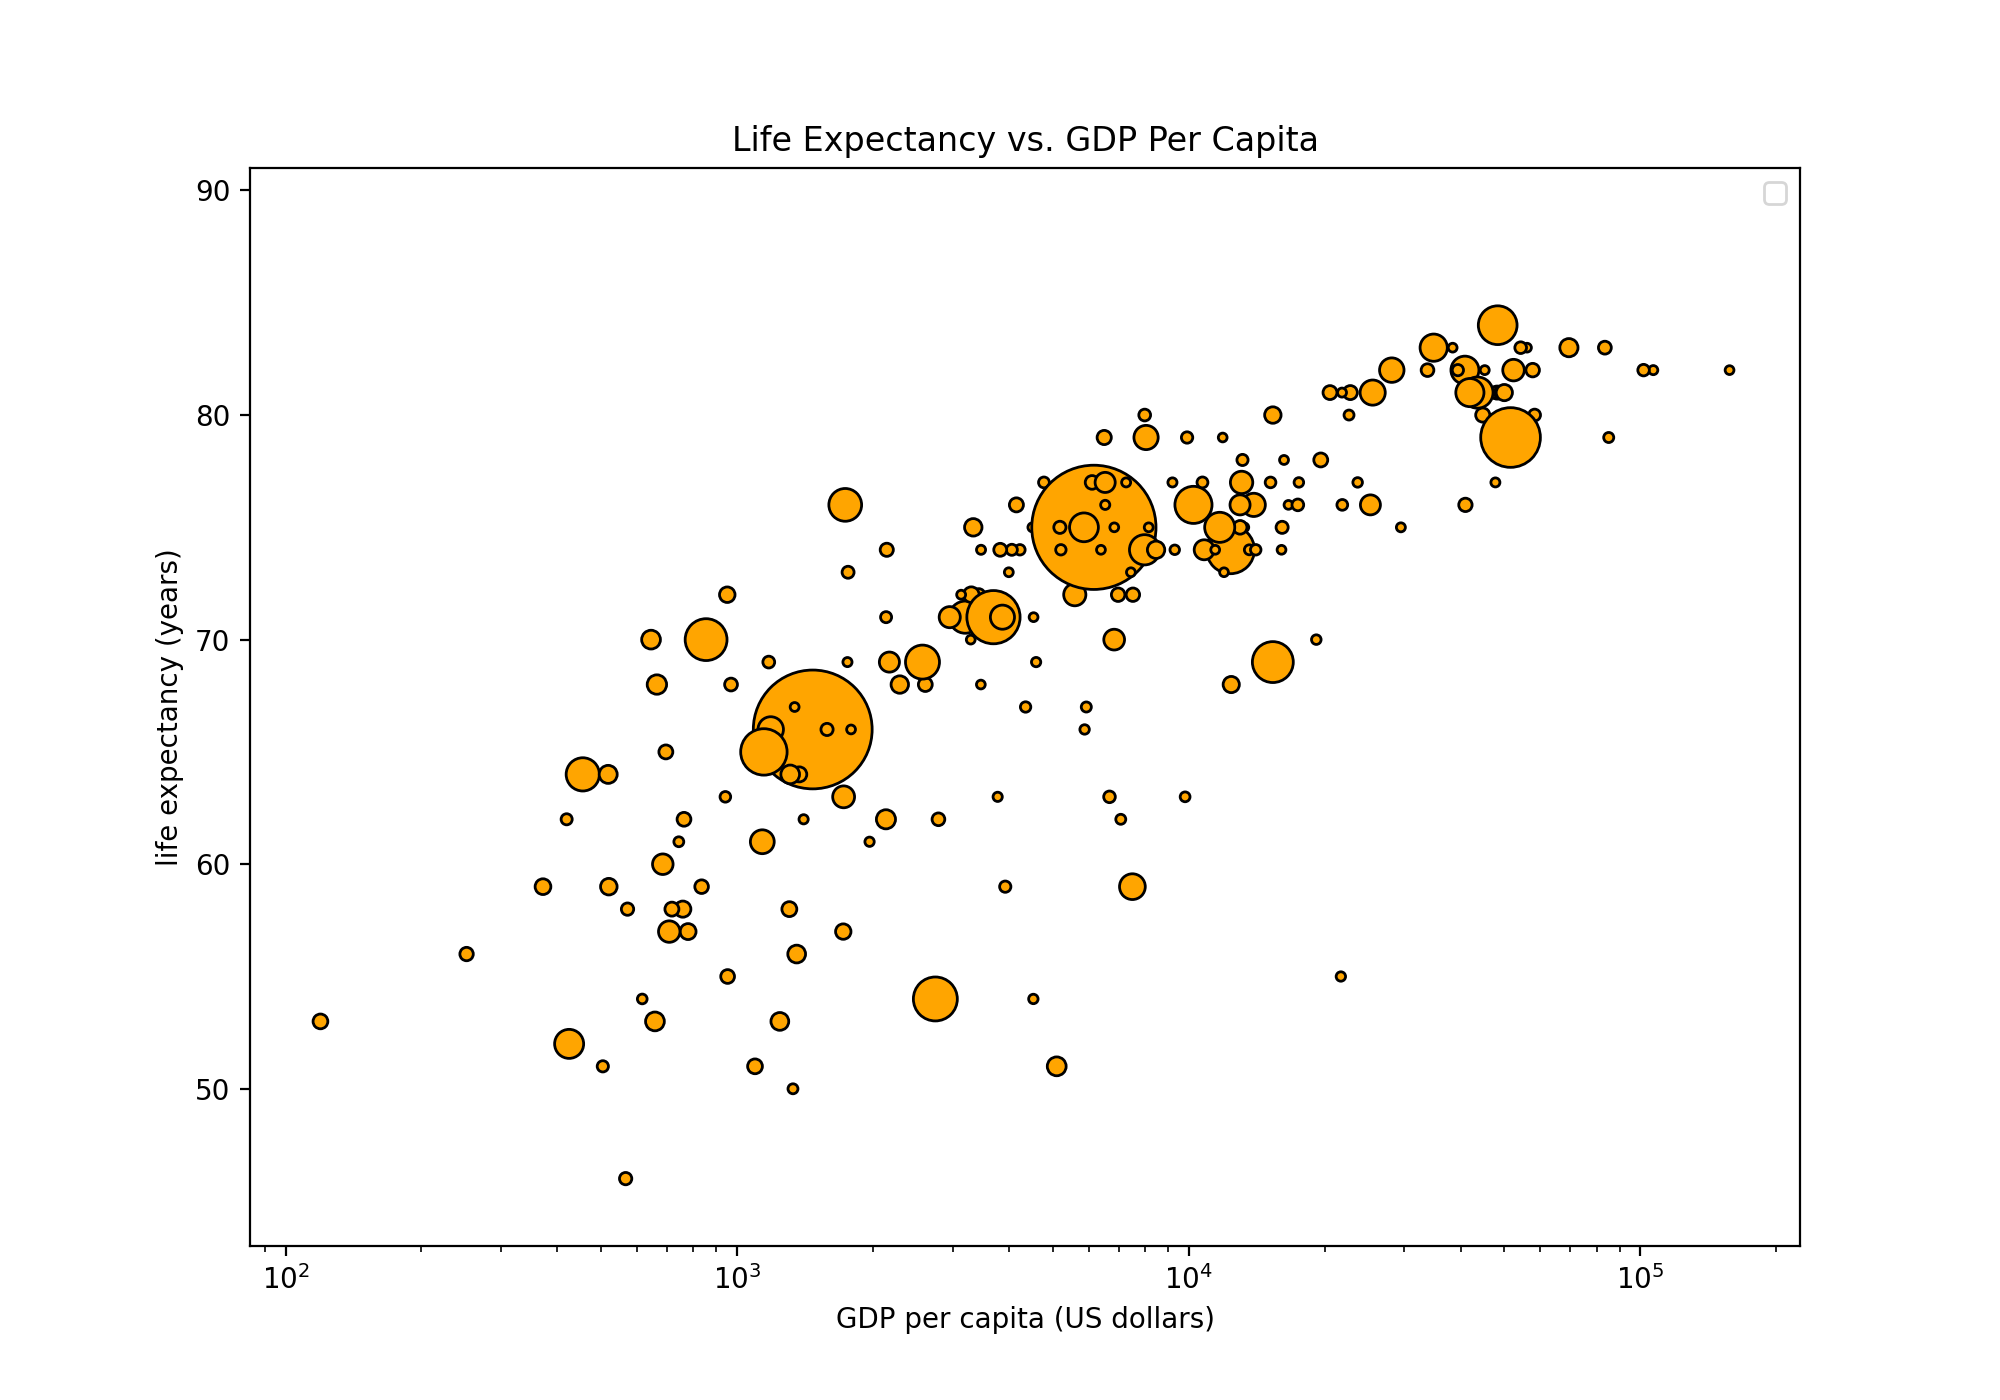 Life Expectancy vs. GDP Per Capita
90
80
70
60
50
life expectancy (years)
10² 10³ 10⁴ 10⁵
GDP per capita (US dollars)